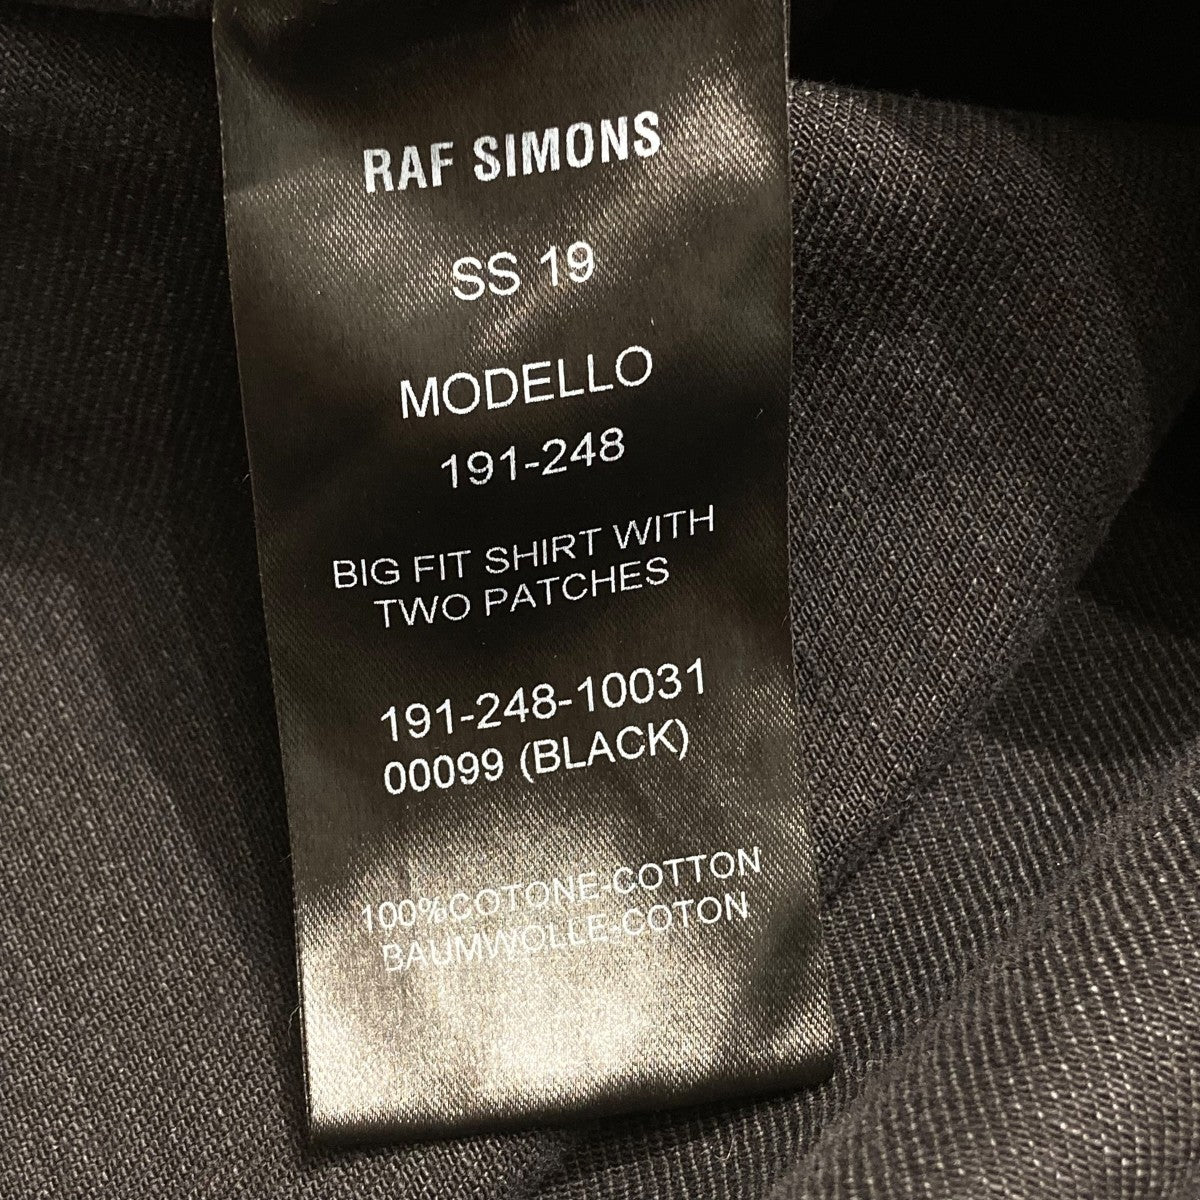 RAF SIMONS
SS 19
MODELLO
191-248
BIG FIT SHIRT WITH
TWO PATCHES
191-248-10031
00099 (BLACK)
100%COTONE-COTTON
BAUMWOLLE-COTON